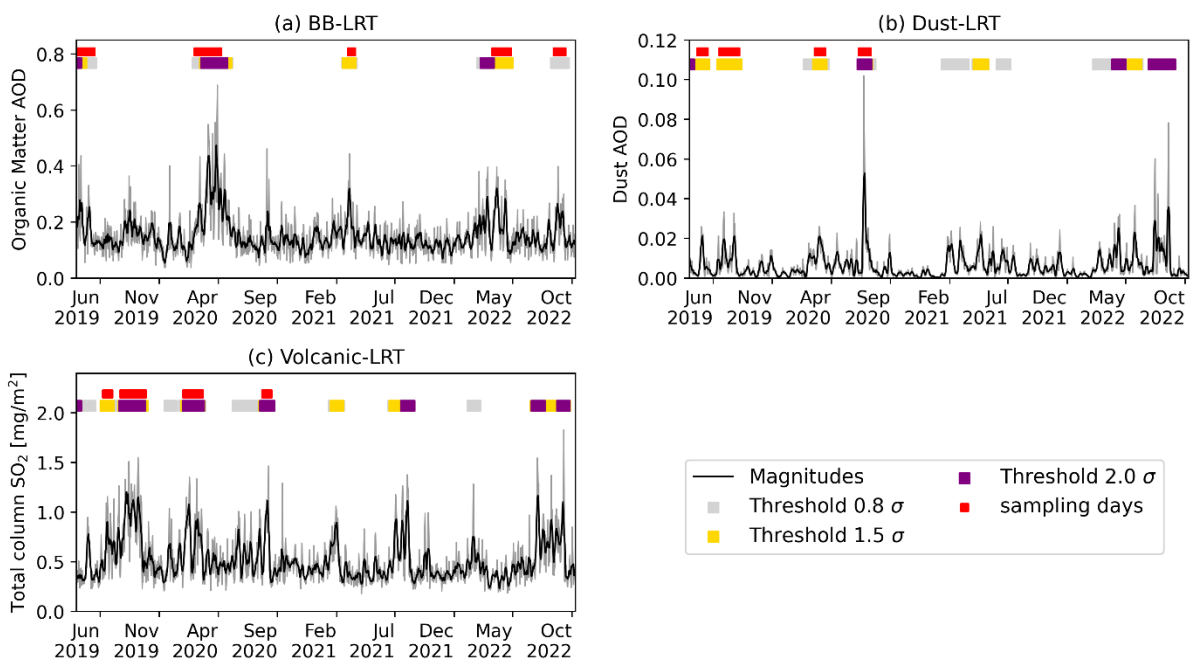 (a) BB-LRT
Organic Matter AOD
0.8
0.6
0.4
0.2
0.0
Jun Nov Apr Sep Feb Jul Dec May Oct
2019 2019 2020 2020 2021 2021 2021 2022 2022
(b) Dust-LRT
Dust AOD
0.12
0.10
0.08
0.06
0.04
0.02
0.00
Jun Nov Apr Sep Feb Jul Dec May Oct
2019 2019 2020 2020 2021 2021 2021 2022 2022
(c) Volcanic-LRT
Total column SO₂ [mg/m²]
2.0
1.5
1.0
0.5
0.0
Jun Nov Apr Sep Feb Jul Dec May Oct
2019 2019 2020 2020 2021 2021 2021 2022 2022
Magnitudes
Threshold 0.8 σ
Threshold 1.5 σ
Threshold 2.0 σ
sampling days